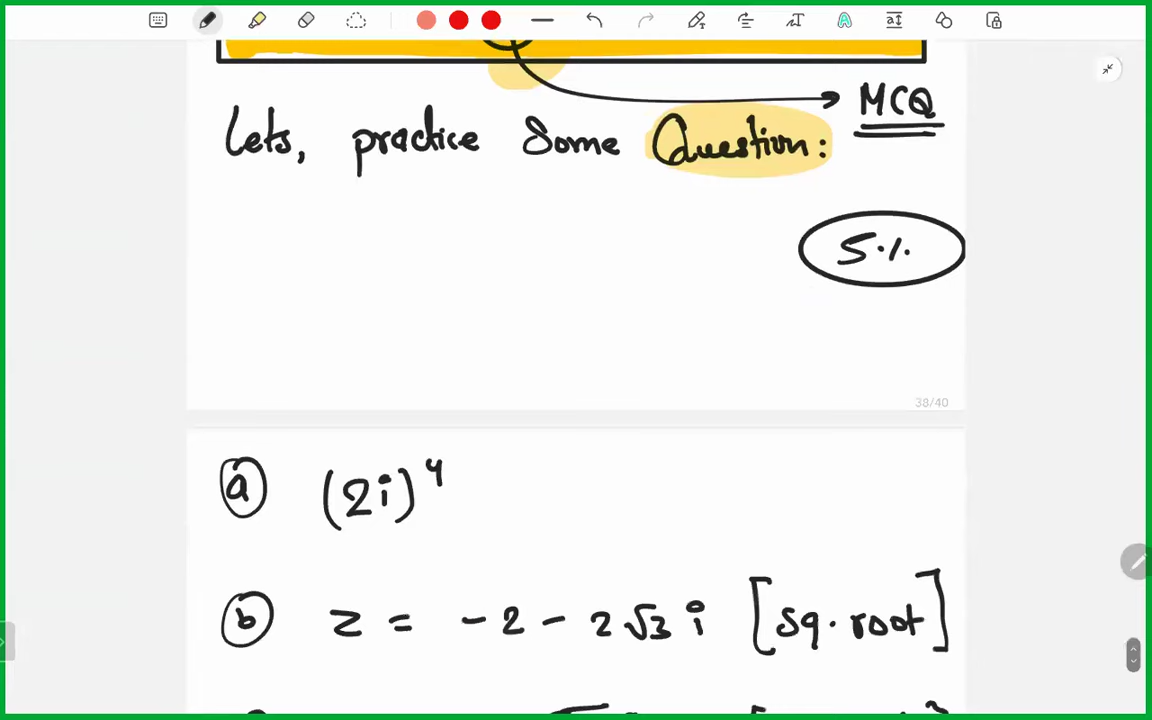 MCQ
Lets, practice Some Question:
5%
38/40
a (2i)^4
b z = -2 - 2√3 i [sq. root]